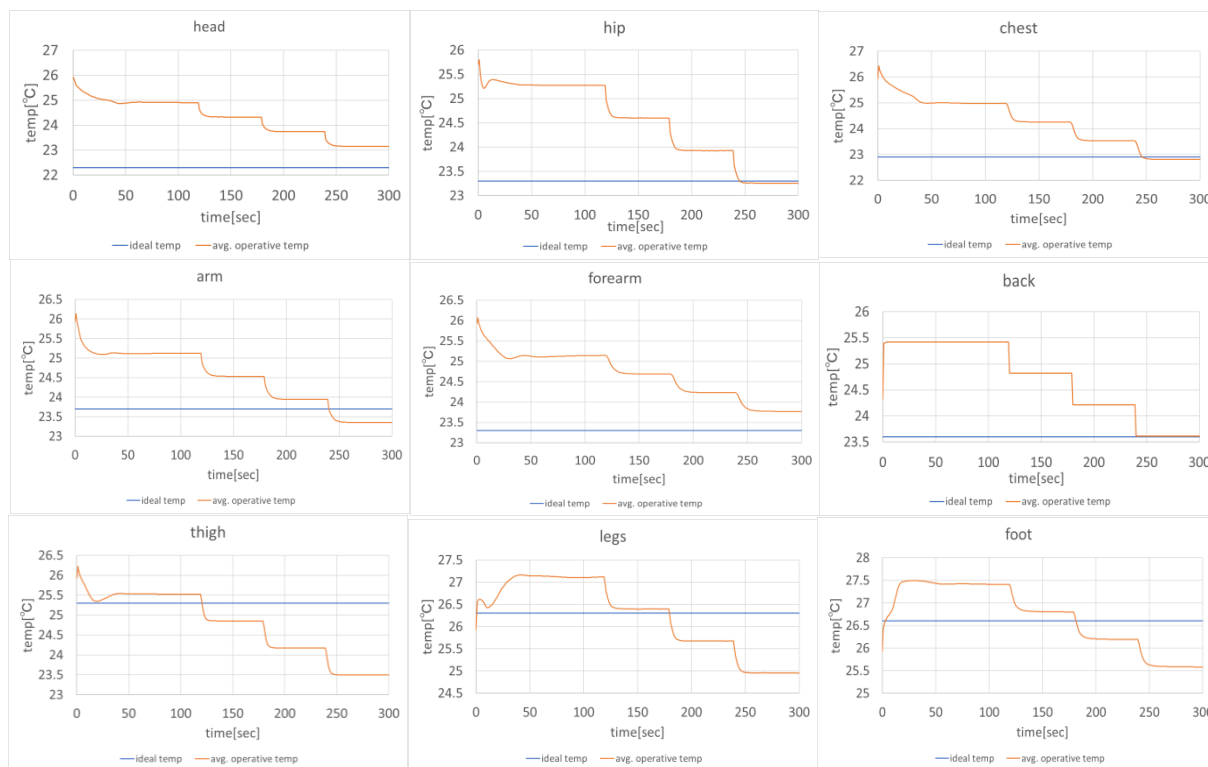 head
27
26
25
24
23
22
temp[℃]
0 50 100 150 200 250 300
time[sec]
ideal temp avg. operative temp
hip
26
25.5
25
24.5
24
23.5
23
temp[℃]
0 50 100 150 200 250 300
time[sec]
ideal temp avg. operative temp
chest
27
26
25
24
23
22
temp[℃]
0 50 100 150 200 250 300
time[sec]
ideal temp avg. operative temp
arm
26.5
26
25.5
25
24.5
24
23.5
23
temp[℃]
0 50 100 150 200 250 300
time[sec]
ideal temp avg. operative temp
forearm
26.5
26
25.5
25
24.5
24
23.5
23
temp[℃]
0 50 100 150 200 250 300
time[sec]
ideal temp avg. operative temp
back
26
25.5
25
24.5
24
23.5
temp[℃]
0 50 100 150 200 250 300
time[sec]
ideal temp avg. operative temp
thigh
26.5
26
25.5
25
24.5
24
23.5
23
temp[℃]
0 50 100 150 200 250 300
time[sec]
ideal temp avg. operative temp
legs
27.5
27
26.5
26
25.5
25
24.5
temp[℃]
0 50 100 150 200 250 300
time[sec]
ideal temp avg. operative temp
foot
28
27.5
27
26.5
26
25.5
25
temp[℃]
0 50 100 150 200 250 300
time[sec]
ideal temp avg. operative temp